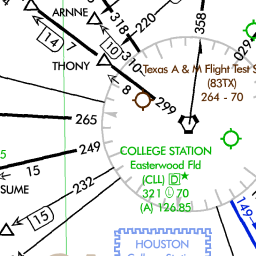 ARNNE
318
220
358
029
14
10
310
THONY
8
299
Texas A & M Flight Test S
(83TX)
264 - 70
265
249
COLLEGE STATION
Easterwood Fld
(CLL) D★
321 70
(A) 126.85
5
15
SUME
232
15
149
HOUSTON